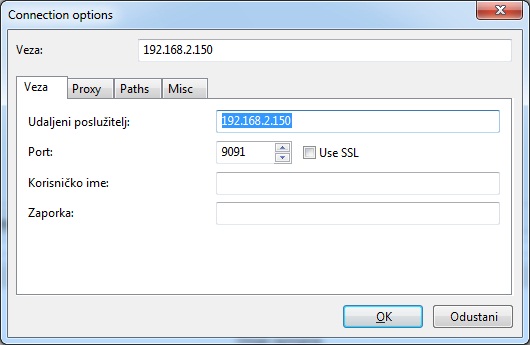 Connection options
Veza: 192.168.2.150
Veza Proxy Paths Misc
Udaljeni poslužitelj: 192.168.2.150
Port: 9091 Use SSL
Korisničko ime:
Zaporka:
OK Odustani